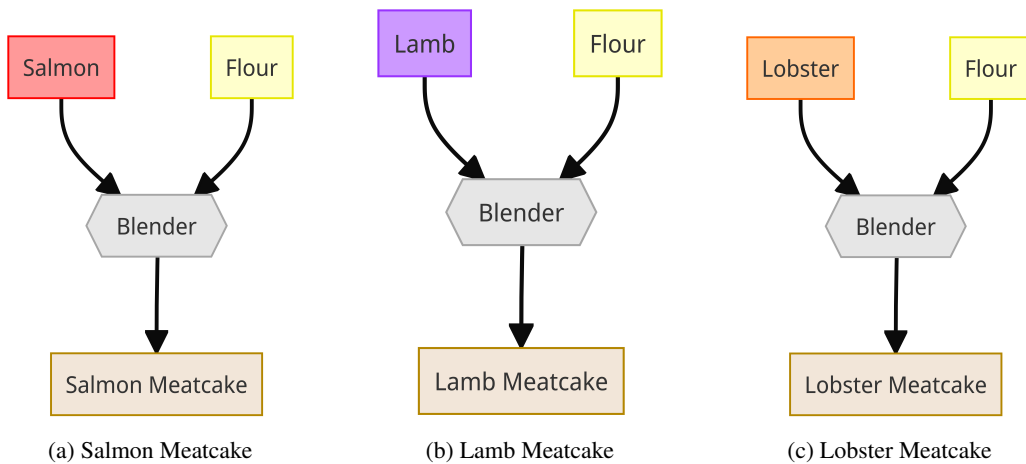 Salmon
Flour
Blender
Salmon Meatcake
(a) Salmon Meatcake
Lamb
Flour
Blender
Lamb Meatcake
(b) Lamb Meatcake
Lobster
Flour
Blender
Lobster Meatcake
(c) Lobster Meatcake